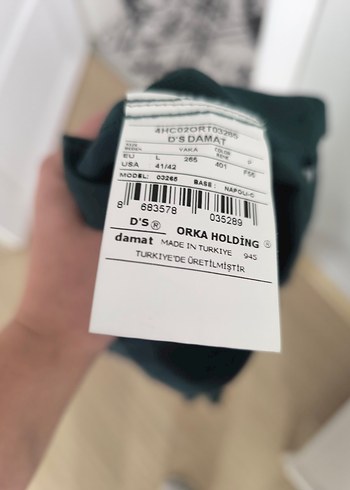 4HC02ORT03265
D'S DAMAT
YAKA
EU L 265 401 F05
USA 41/42
MODEL: 03265 BASE: NAPOLI-E
8 683578 035289
D'S ® ORKA HOLDİNG ®
damat MADE IN TURKIYE 945
TURKIYE'DE ÜRETİLMİŞTİR